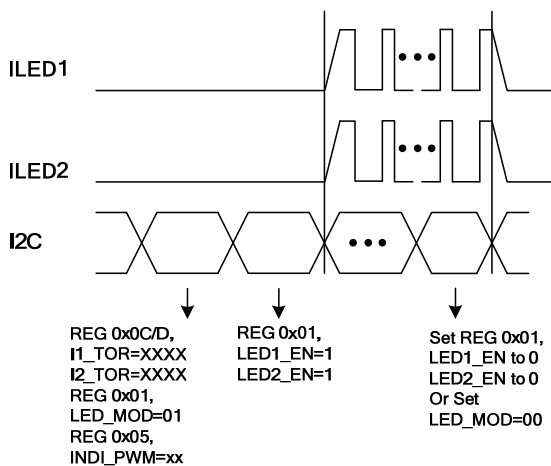 ILED1
ILED2
I2C
REG 0x0C/D,
I1_TOR=XXXX
I2_TOR=XXXX
REG 0x01,
LED_MOD=01
REG 0x05,
INDI_PWM=xx
REG 0x01,
LED1_EN=1
LED2_EN=1
Set REG 0x01,
LED1_EN to 0
LED2_EN to 0
Or Set
LED_MOD=00